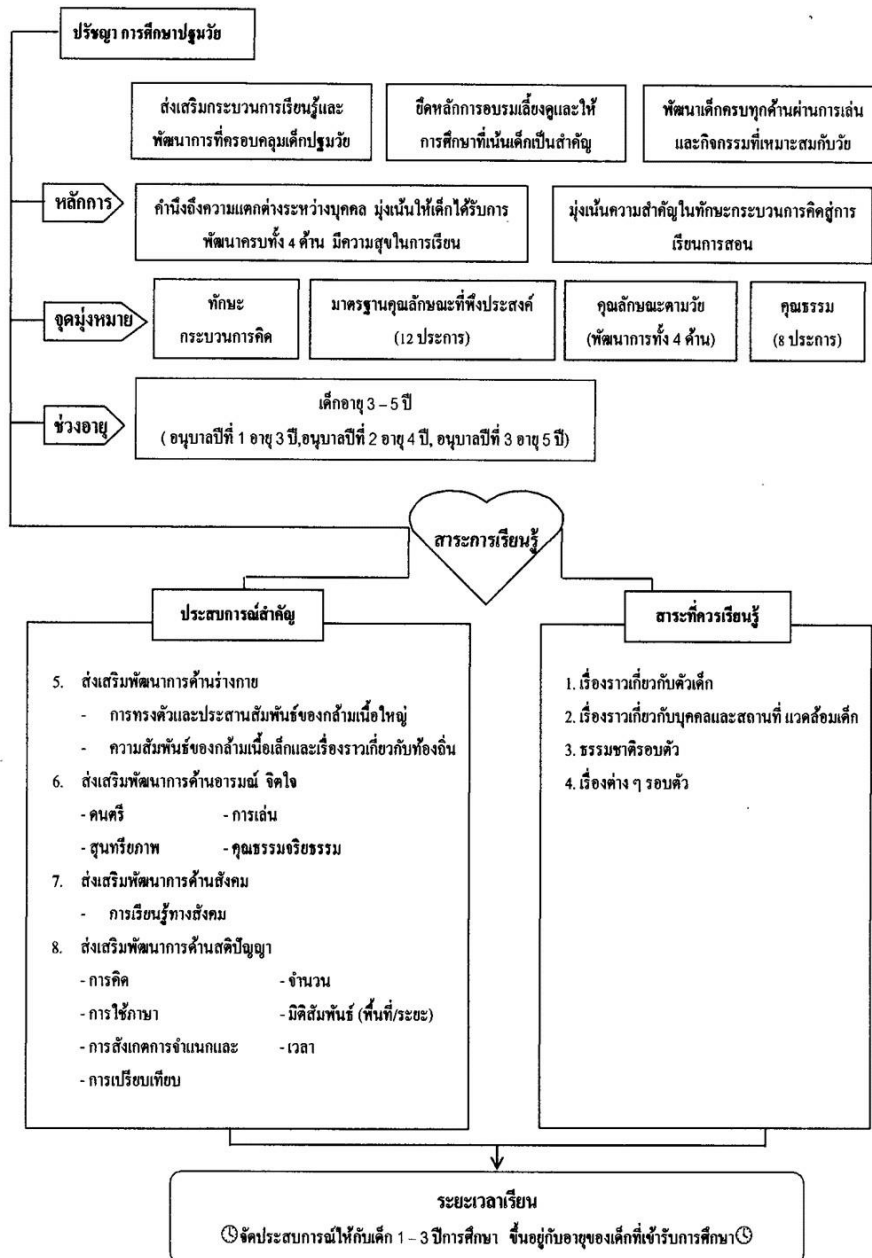 ปรัชญา การศึกษาปฐมวัย
ส่งเสริมกระบวนการเรียนรู้และ
พัฒนาการที่ครอบคลุมเด็กปฐมวัย
ยึดหลักการอบรมเลี้ยงดูและให้
การศึกษาที่เน้นเด็กเป็นสำคัญ
พัฒนาเด็กครบทุกด้านผ่านการเล่น
และกิจกรรมที่เหมาะสมกับวัย
หลักการ
คำนึงถึงความแตกต่างระหว่างบุคคล มุ่งเน้นให้เด็กได้รับการ
พัฒนาครบทั้ง 4 ด้าน มีความสุขในการเรียน
มุ่งเน้นความสำคัญในทักษะกระบวนการคิดสู่การ
เรียนการสอน
จุดมุ่งหมาย
ทักษะ
กระบวนการคิด
มาตรฐานคุณลักษณะที่พึงประสงค์
(12 ประการ)
คุณลักษณะตามวัย
(พัฒนาการทั้ง 4 ด้าน)
คุณธรรม
(8 ประการ)
ช่วงอายุ
เด็กอายุ 3 – 5 ปี
( อนุบาลปีที่ 1 อายุ 3 ปี,อนุบาลปีที่ 2 อายุ 4 ปี, อนุบาลปีที่ 3 อายุ 5 ปี)
สาระการเรียนรู้
ประสบการณ์สำคัญ
5. ส่งเสริมพัฒนาการด้านร่างกาย
- การทรงตัวและประสานสัมพันธ์ของกล้ามเนื้อใหญ่
- ความสัมพันธ์ของกล้ามเนื้อเล็กและเรื่องราวเกี่ยวกับท้องถิ่น
6. ส่งเสริมพัฒนาการด้านอารมณ์ จิตใจ
- ดนตรี - การเล่น
- สุนทรียภาพ - คุณธรรมจริยธรรม
7. ส่งเสริมพัฒนาการด้านสังคม
- การเรียนรู้ทางสังคม
8. ส่งเสริมพัฒนาการด้านสติปัญญา
- การคิด - จำนวน
- การใช้ภาษา - มิติสัมพันธ์ (พื้นที่/ระยะ)
- การสังเกตการจำแนกและ - เวลา
- การเปรียบเทียบ
สาระที่ควรเรียนรู้
1. เรื่องราวเกี่ยวกับตัวเด็ก
2. เรื่องราวเกี่ยวกับบุคคลและสถานที่ แวดล้อมเด็ก
3. ธรรมชาติรอบตัว
4. เรื่องต่าง ๆ รอบตัว
ระยะเวลาเรียน
จัดประสบการณ์ให้กับเด็ก 1 – 3 ปีการศึกษา ขึ้นอยู่กับอายุของเด็กที่เข้ารับการศึกษา